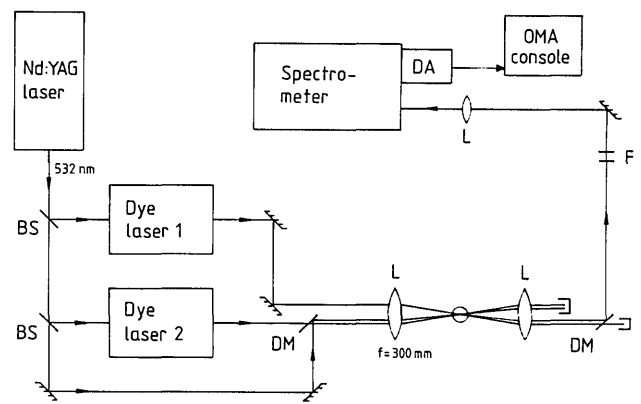 Nd:YAG
laser
532 nm
BS
Dye
laser 1
BS
Dye
laser 2
DM
L
f=300 mm
L
DM
F
L
Spectro-
meter
DA
OMA
console